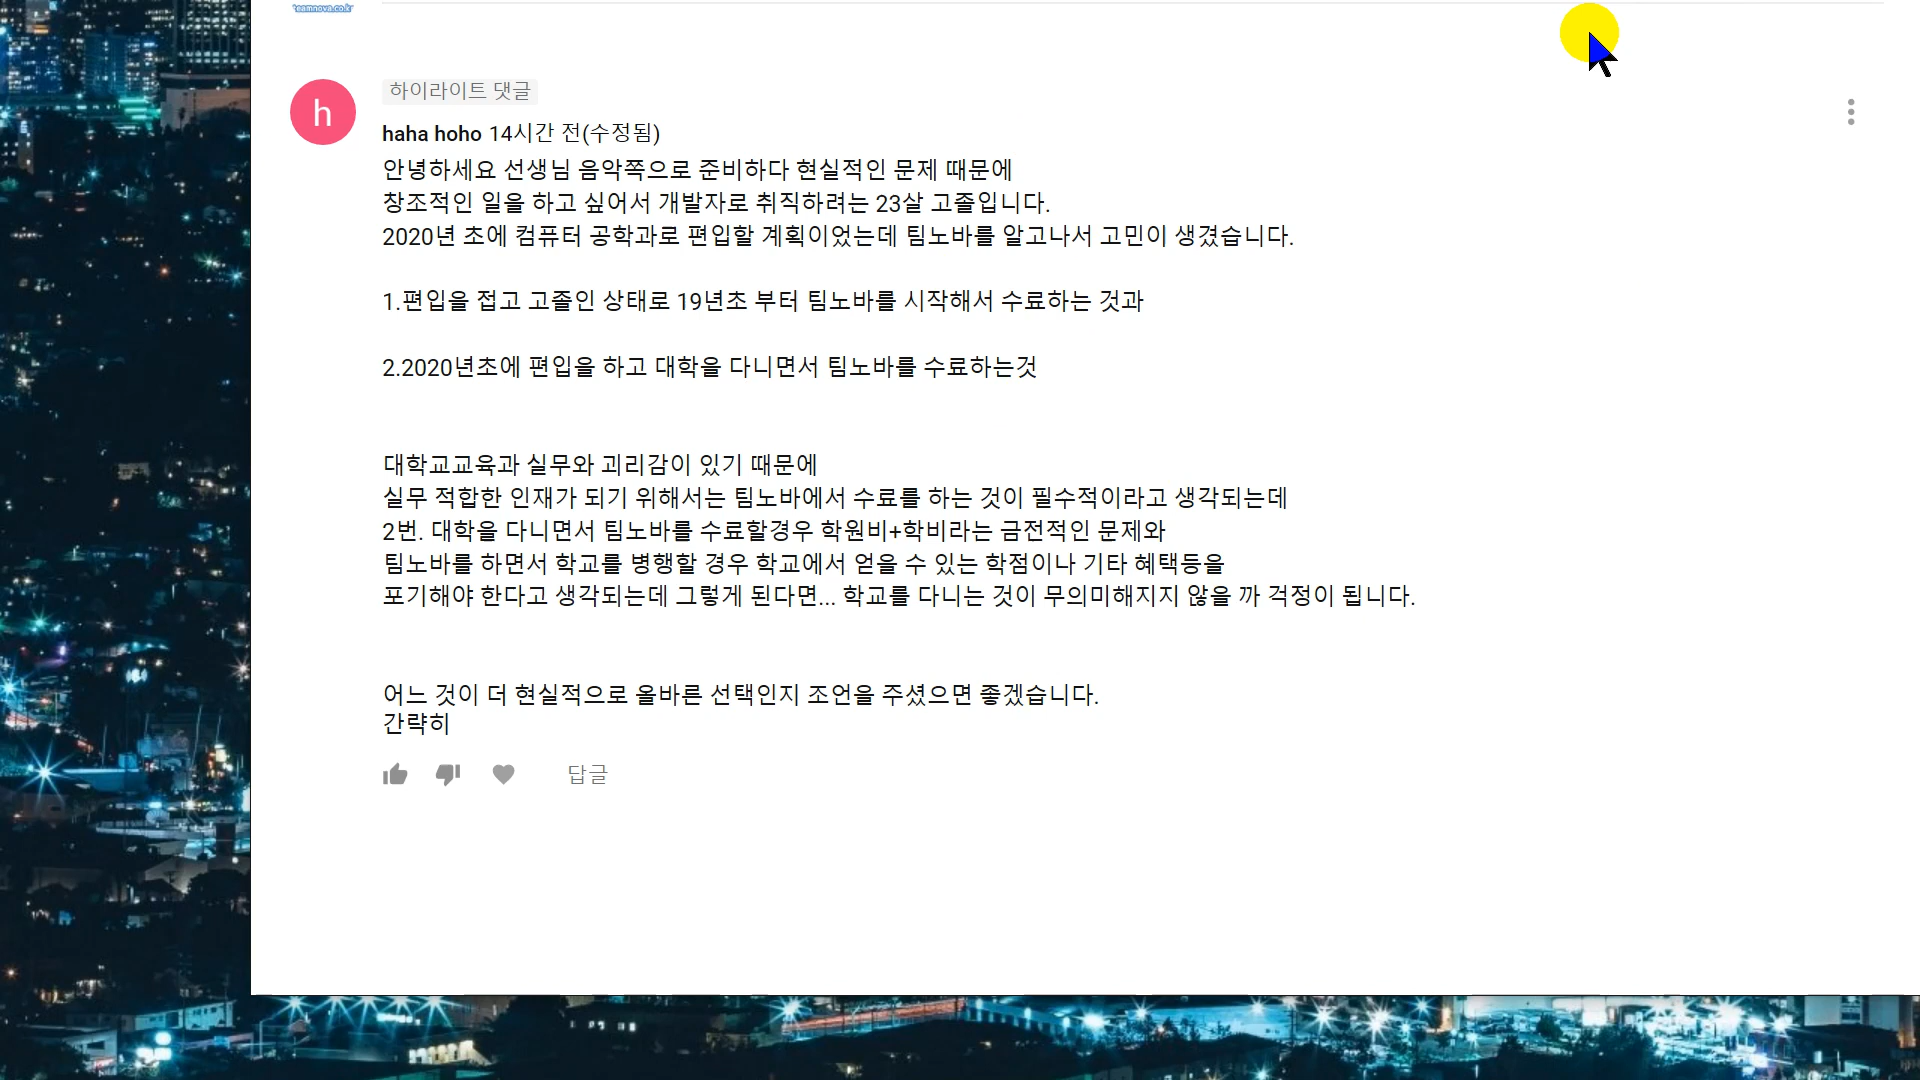 teamnova.co.kr
하이라이트 댓글
h
haha hoho 14시간 전(수정됨)
안녕하세요 선생님 음악쪽으로 준비하다 현실적인 문제 때문에
창조적인 일을 하고 싶어서 개발자로 취직하려는 23살 고졸입니다.
2020년 초에 컴퓨터 공학과로 편입할 계획이었는데 팀노바를 알고나서 고민이 생겼습니다.
1.편입을 접고 고졸인 상태로 19년초 부터 팀노바를 시작해서 수료하는 것과
2.2020년초에 편입을 하고 대학을 다니면서 팀노바를 수료하는것
대학교교육과 실무와 괴리감이 있기 때문에
실무 적합한 인재가 되기 위해서는 팀노바에서 수료를 하는 것이 필수적이라고 생각되는데
2번. 대학을 다니면서 팀노바를 수료할경우 학원비+학비라는 금전적인 문제와
팀노바를 하면서 학교를 병행할 경우 학교에서 얻을 수 있는 학점이나 기타 혜택등을
포기해야 한다고 생각되는데 그렇게 된다면... 학교를 다니는 것이 무의미해지지 않을 까 걱정이 됩니다.
어느 것이 더 현실적으로 올바른 선택인지 조언을 주셨으면 좋겠습니다.
간략히
답글